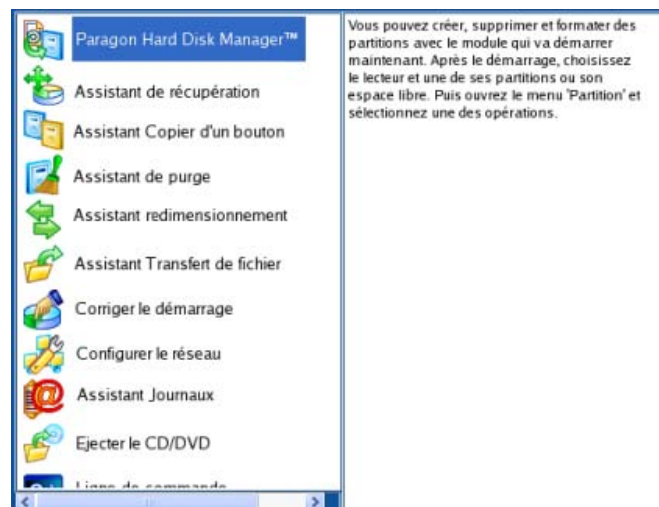 Paragon Hard Disk Manager™
Assistant de récupération
Assistant Copier d'un bouton
Assistant de purge
Assistant redimensionnement
Assistant Transfert de fichier
Corriger le démarrage
Configurer le réseau
Assistant Journaux
Ejecter le CD/DVD
Ligne de commande
Vous pouvez créer, supprimer et formater des
partitions avec le module qui va démarrer
maintenant. Après le démarrage, choisissez
le lecteur et une de ses partitions ou son
espace libre. Puis ouvrez le menu 'Partition' et
sélectionnez une des opérations.